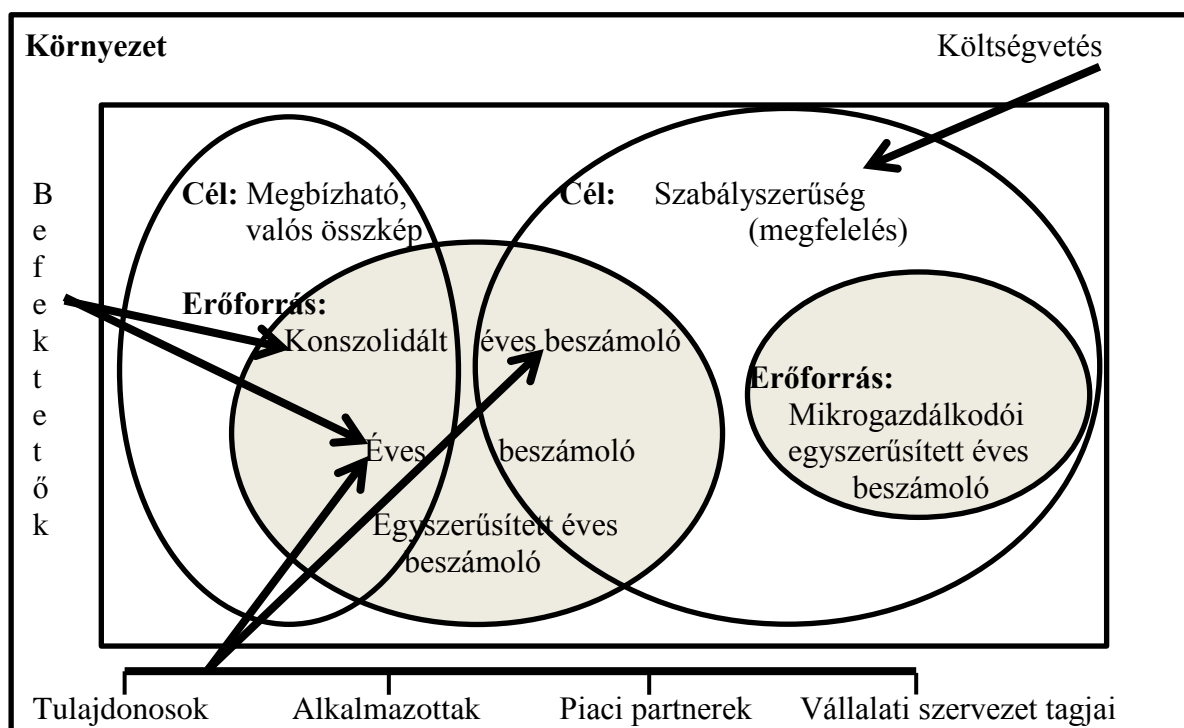 Környezet
Költségvetés
Befektetők
Cél: Megbízható,
valós összkép
Cél: Szabályszerűség
(megfelelés)
Erőforrás:
Konszolidált éves beszámoló
Éves beszámoló
Egyszerűsített éves
beszámoló
Erőforrás:
Mikrogazdálkodói
egyszerűsített éves
beszámoló
Tulajdonosok Alkalmazottak Piaci partnerek Vállalati szervezet tagjai